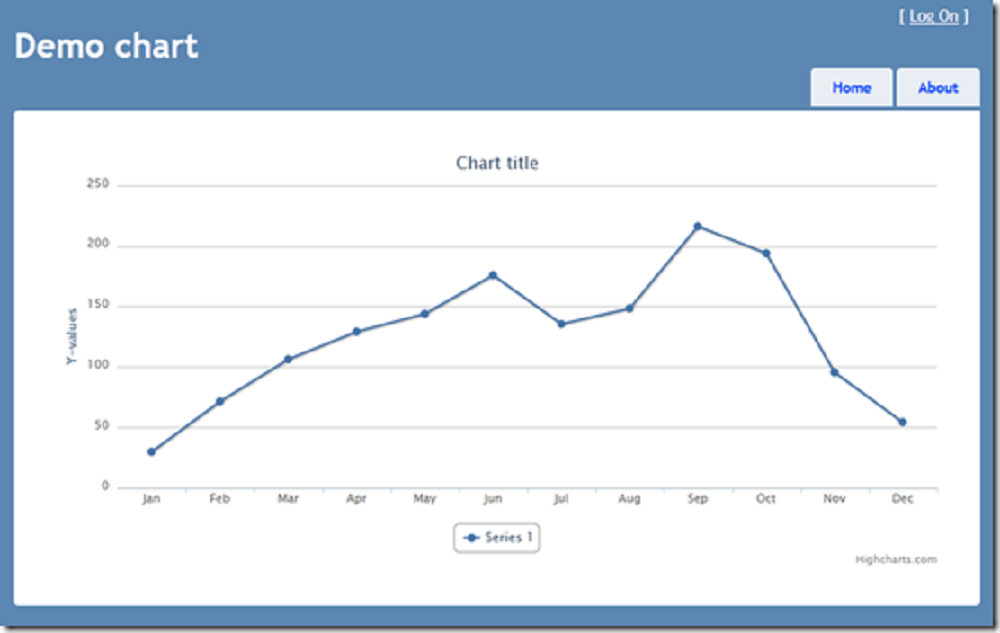 [ Log On ]
Demo chart
Home About
Chart title
250
200
150
100
50
0
Y-values
Jan Feb Mar Apr May Jun Jul Aug Sep Oct Nov Dec
Series 1
Highcharts.com